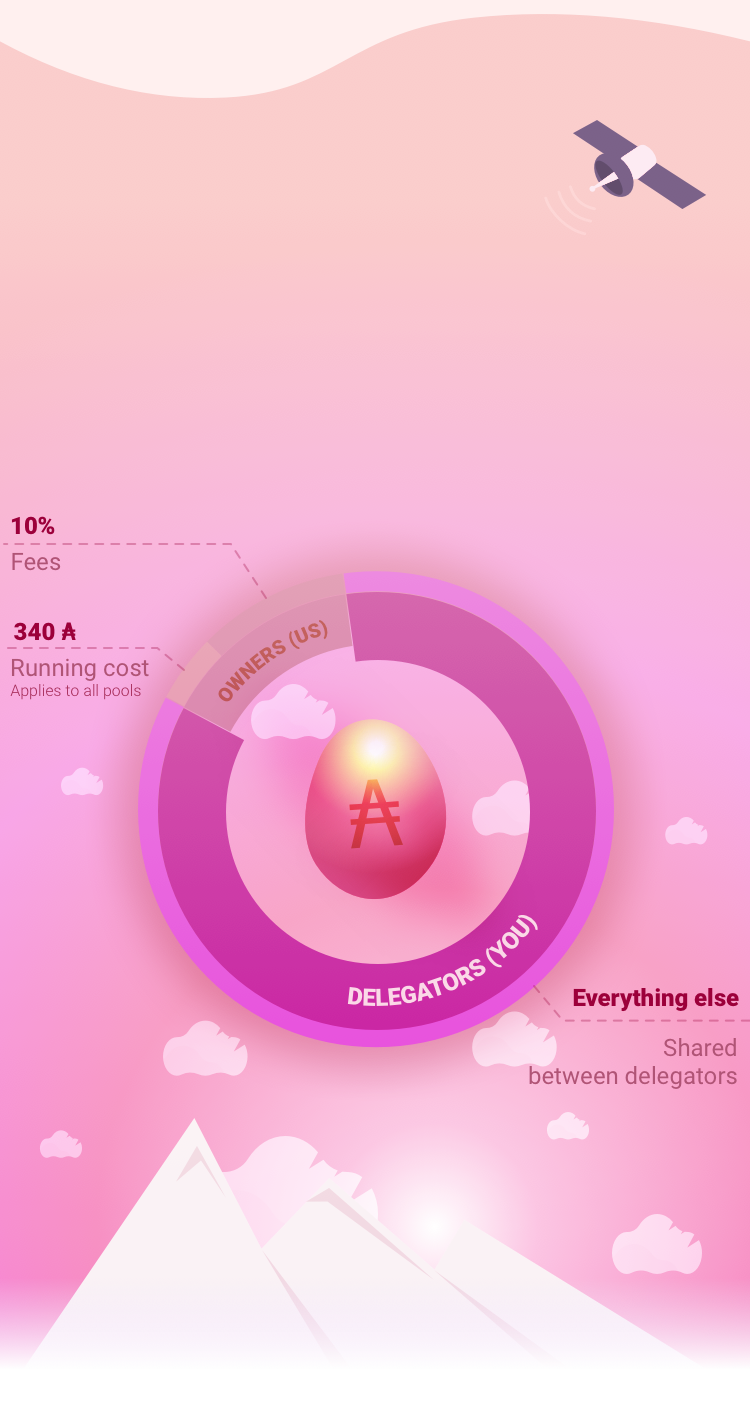 10%
Fees
340 ₳
Running cost
Applies to all pools
OWNERS (US)
₳
DELEGATORS (YOU)
Everything else
Shared
between delegators